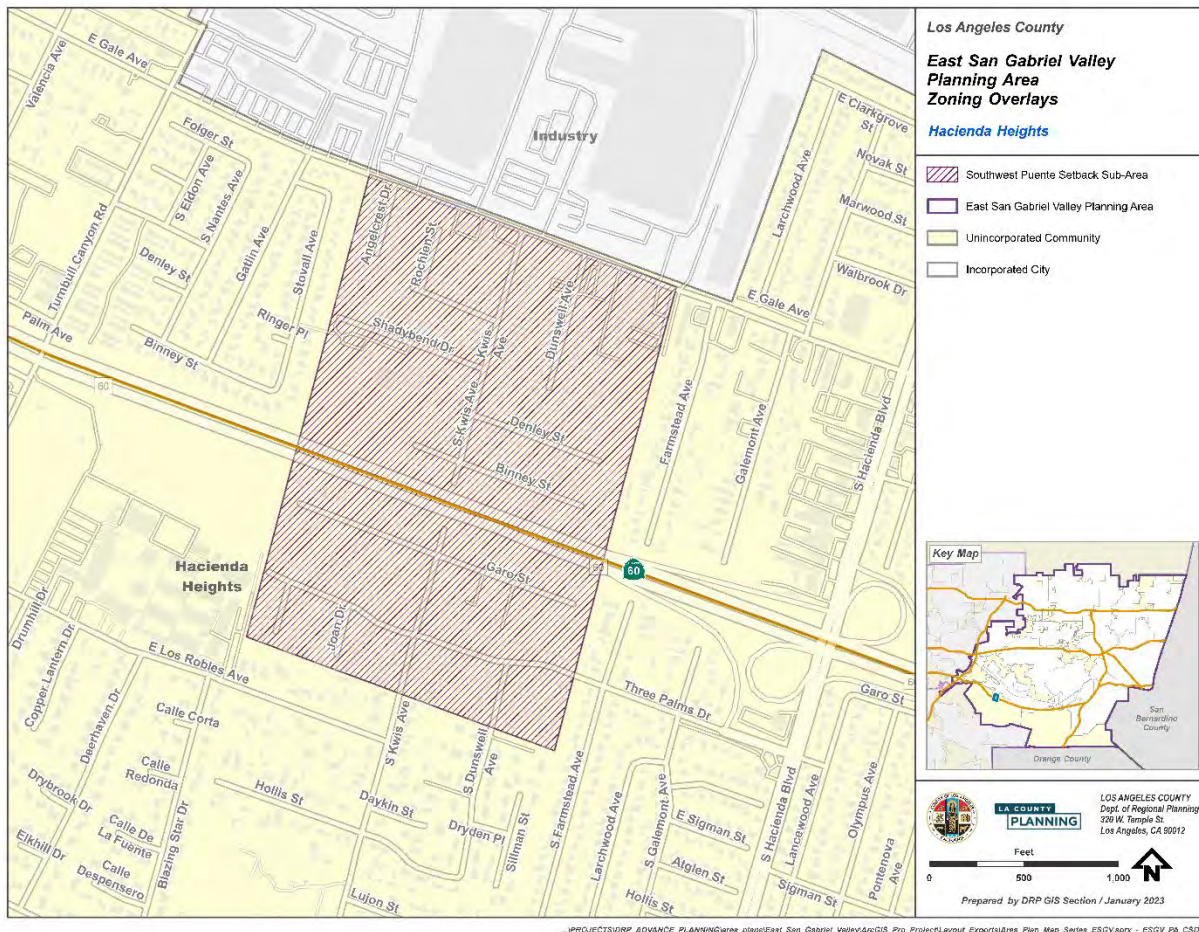 Los Angeles County
East San Gabriel Valley
Planning Area
Zoning Overlays
Hacienda Heights
Southwest Puente Setback Sub-Area
East San Gabriel Valley Planning Area
Unincorporated Community
Incorporated City
Valencia Ave
E Gale Ave
Industry
E Clarkgrove
St
Novak St
Larchwood Ave
Marwood St
Walbrook Dr
Folger St
S Eldon Ave
S Nantes Ave
Turnbull Canyon Rd
Denley St
Gatlin Ave
Stovall Ave
Angelcrest Dr
Rochlen St
Ringer Pl
Shadybend Dr
S Kwis
Ave
Dunswell Ave
E Gale Ave
Palm Ave
Binney St
S Kwis Ave
Denley St
Binney St
Farmstead Ave
Galemont Ave
S Hacienda Blvd
60
60
60
Hacienda
Heights
Garo St
Joan Dr
Drumhill Dr
Copper Lantern Dr
E Los Robles Ave
Deerhaven Dr
Calle Corta
Calle
Redonda
Drybrook Dr
Calle De
La Fuente
Elkhill Dr
Calle
Despensero
Blazing Star Dr
Hollis St
S Kwis Ave
S Dunswell
Ave
Daykin St
Dryden Pl
Sillman St
Lujon St
S Farmstead Ave
Three Palms Dr
Garo St
Larchwood Ave
S Galemont Ave
E Sigman St
Atglen St
Hollis St
S Hacienda Blvd
Lancewood Ave
Olympus Ave
Sigman St
Pontenova
Ave
Key Map
San
Bernardino
County
Orange County
LA COUNTY
PLANNING
LOS ANGELES COUNTY
Dept. of Regional Planning
320 W. Temple St.
Los Angeles, CA 90012
Feet
0 500 1,000
N
Prepared by DRP GIS Section / January 2023